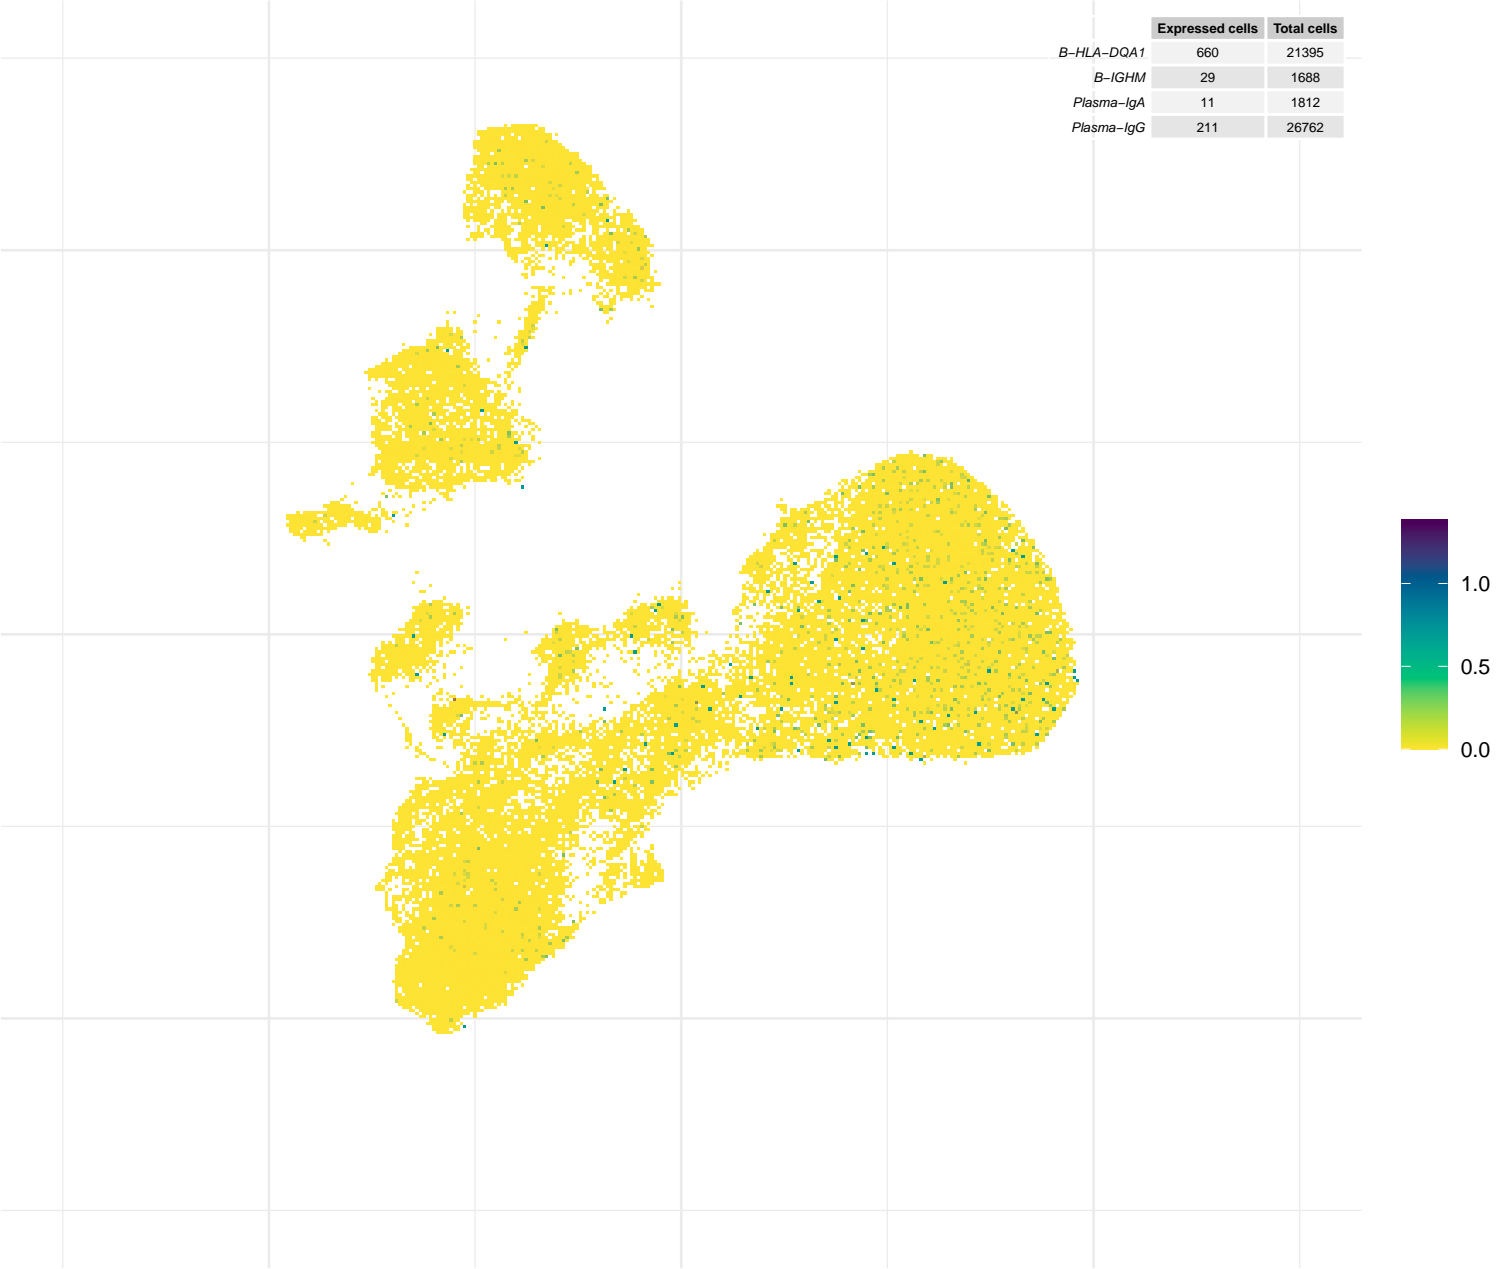 Expressed cells Total cells
B−HLA−DQA1 660 21395
B−IGHM 29 1688
Plasma−IgA 11 1812
Plasma−IgG 211 26762
1.0
0.5
0.0